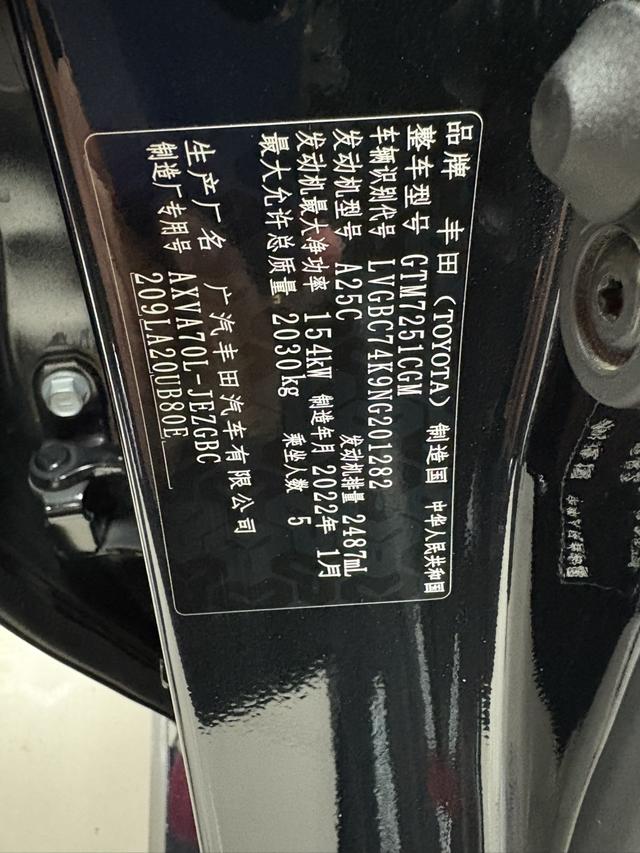 品牌 丰田(TOYOTA) 制造国 中华人民共和国
整车型号 GTM7251CGM
车辆识别代号 LVGBC74K9NG201282
发动机型号 A25C 发动机排量 2487mL
发动机最大净功率 154kW 制造年月 2022年 1月
最大允许总质量 2030kg 乘坐人数 5
生产厂名 广汽丰田汽车有限公司
制造厂专用号 AXVA70L-JEZGBC
209LA20UB80E